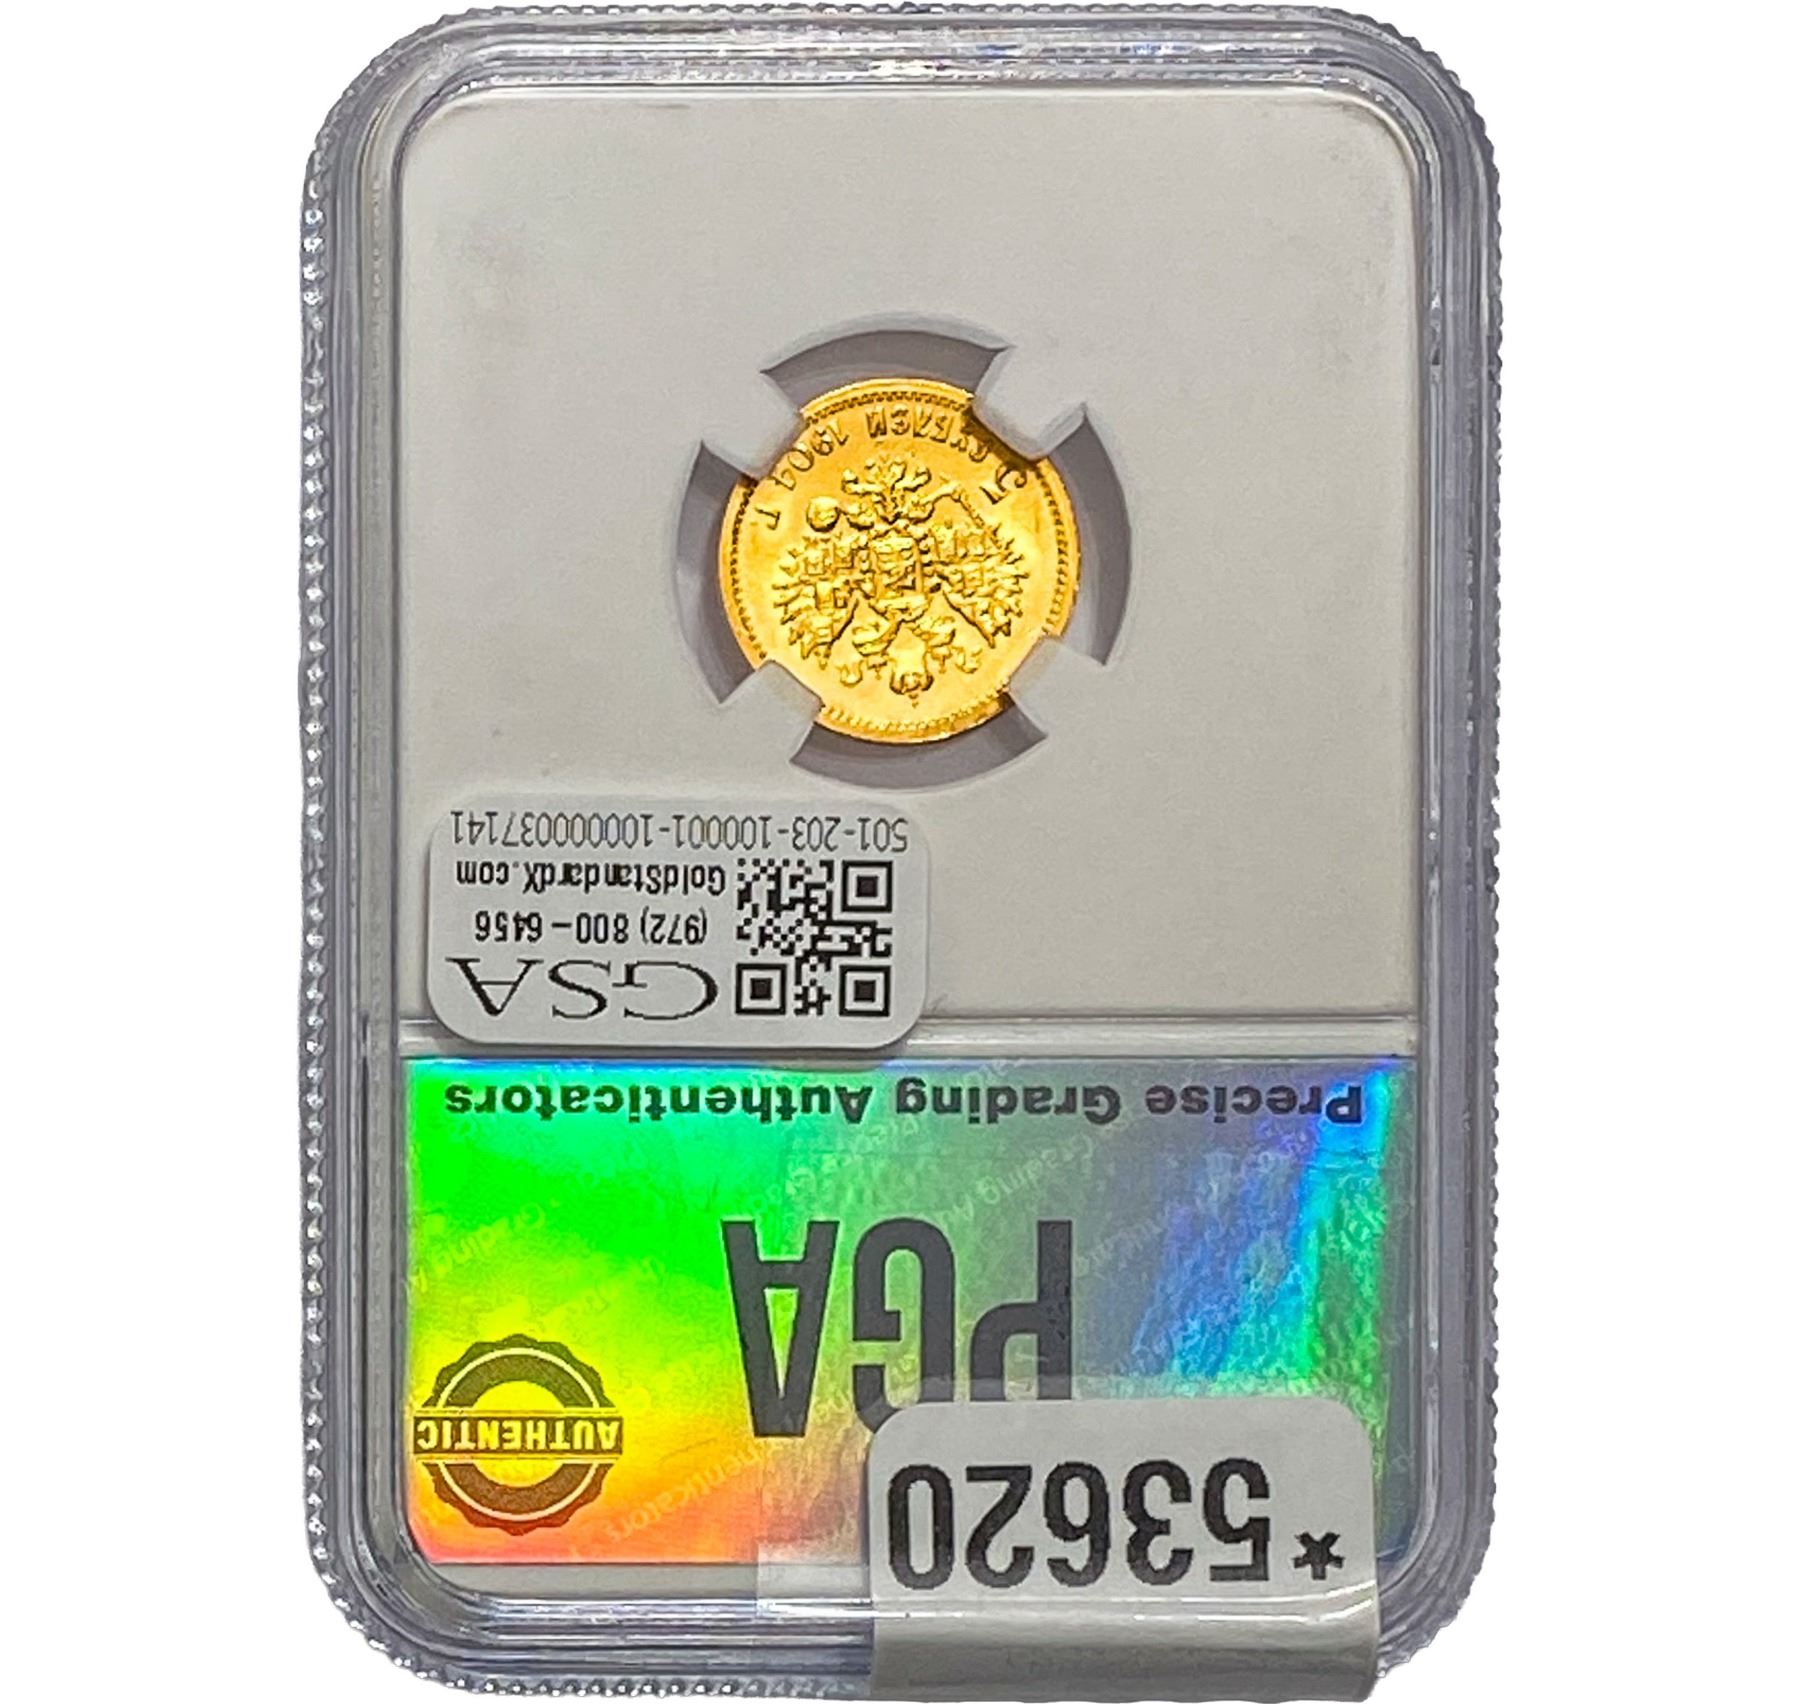 *53620
PGA
AUTHENTIC
Precise Grading Authenticators
GSA
(972) 800-6456
GoldStandardX.com
501-203-100001-100000037141
5 РУБЛЕЙ 1904 Г